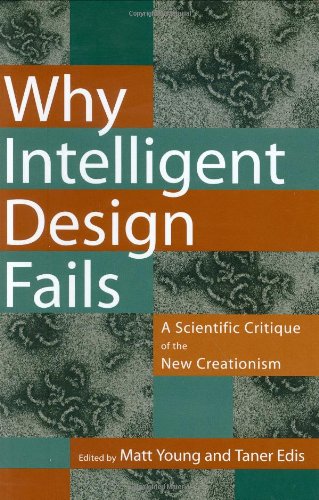 Why
Intelligent
Design
Fails
A Scientific Critique
of the
New Creationism
Edited by Matt Young and Taner Edis